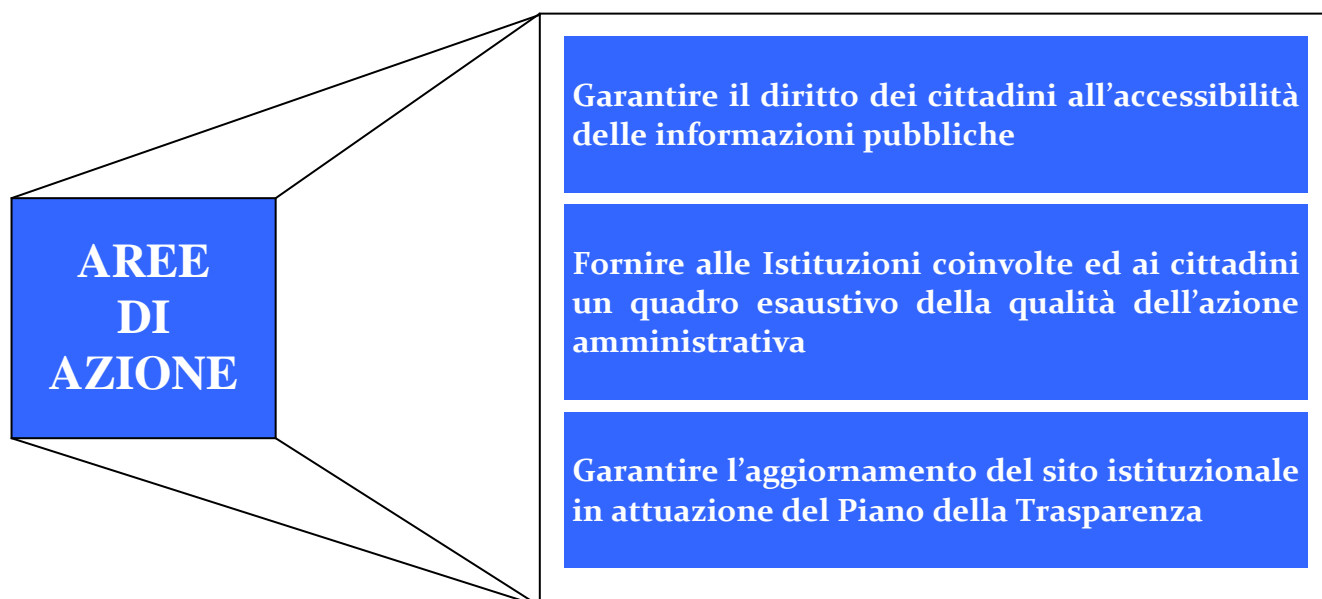 AREE
DI
AZIONE
Garantire il diritto dei cittadini all’accessibilità
delle informazioni pubbliche
Fornire alle Istituzioni coinvolte ed ai cittadini
un quadro esaustivo della qualità dell’azione
amministrativa
Garantire l’aggiornamento del sito istituzionale
in attuazione del Piano della Trasparenza